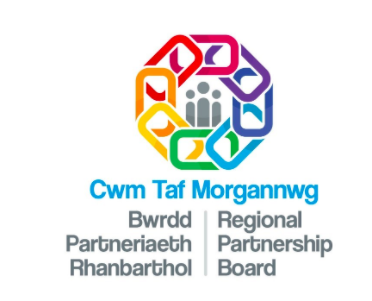 Cwm Taf Morgannwg
Bwrdd
Partneriaeth
Rhanbarthol
Regional
Partnership
Board